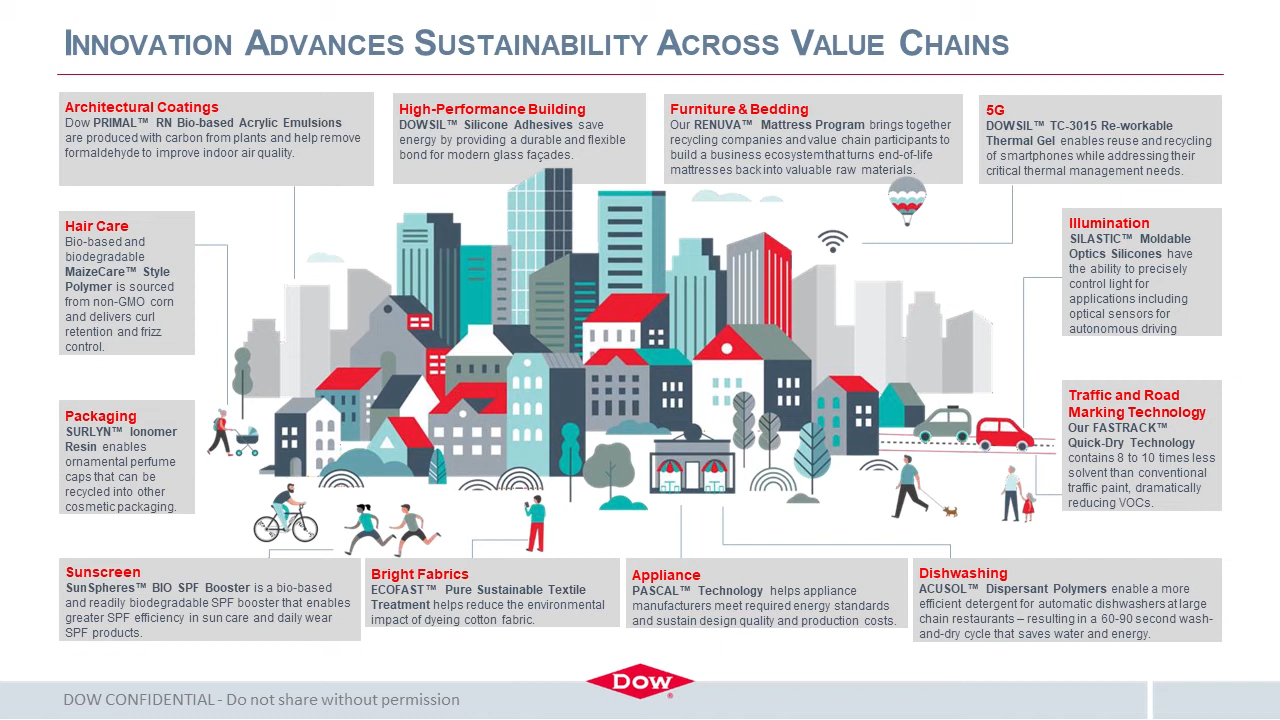 INNOVATION ADVANCES SUSTAINABILITY ACROSS VALUE CHAINS
Architectural Coatings
Dow PRIMAL™ RN Bio-based Acrylic Emulsions
are produced with carbon from plants and help remove
formaldehyde to improve indoor air quality.
High-Performance Building
DOWSIL™ Silicone Adhesives save
energy by providing a durable and flexible
bond for modern glass façades.
Furniture & Bedding
Our RENUVA™ Mattress Program brings together
recycling companies and value chain participants to
build a business ecosystem that turns end-of-life
mattresses back into valuable raw materials.
5G
DOWSIL™ TC-3015 Re-workable
Thermal Gel enables reuse and recycling
of smartphones while addressing their
critical thermal management needs.
Hair Care
Bio-based and
biodegradable
MaizeCare™ Style
Polymer is sourced
from non-GMO corn
and delivers curl
retention and frizz
control.
Illumination
SILASTIC™ Moldable
Optics Silicones have
the ability to precisely
control light for
applications including
optical sensors for
autonomous driving
Packaging
SURLYN™ Ionomer
Resin enables
ornamental perfume
caps that can be
recycled into other
cosmetic packaging.
Traffic and Road
Marking Technology
Our FASTRACK™
Quick-Dry Technology
contains 8 to 10 times less
solvent than conventional
traffic paint, dramatically
reducing VOCs.
Sunscreen
SunSpheres™ BIO SPF Booster is a bio-based
and readily biodegradable SPF booster that enables
greater SPF efficiency in sun care and daily wear
SPF products.
Bright Fabrics
ECOFAST™ Pure Sustainable Textile
Treatment helps reduce the environmental
impact of dyeing cotton fabric.
Appliance
PASCAL™ Technology helps appliance
manufacturers meet required energy standards
and sustain design quality and production costs.
Dishwashing
ACUSOL™ Dispersant Polymers enable a more
efficient detergent for automatic dishwashers at large
chain restaurants – resulting in a 60-90 second wash-
and-dry cycle that saves water and energy.
DOW CONFIDENTIAL - Do not share without permission
Dow
®